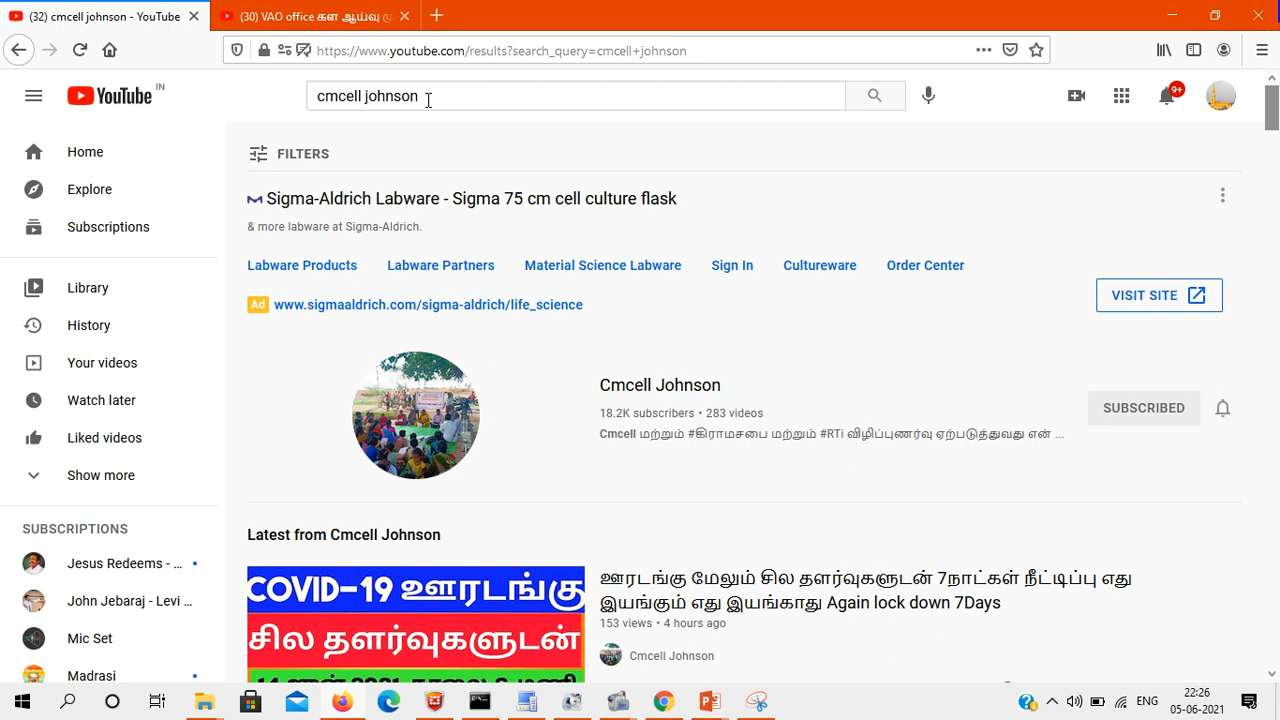 (32) cmcell johnson - YouTube
(30) VAO office கள ஆய்வு மு
https://www.youtube.com/results?search_query=cmcell+johnson
YouTube IN
cmcell johnson
9+
Home
Explore
Subscriptions
Library
History
Your videos
Watch later
Liked videos
Show more
SUBSCRIPTIONS
Jesus Redeems - ...
John Jebaraj - Levi ...
Mic Set
Madrasi
FILTERS
Sigma-Aldrich Labware - Sigma 75 cm cell culture flask
& more labware at Sigma-Aldrich.
Labware Products Labware Partners Material Science Labware Sign In Cultureware Order Center
Ad www.sigmaaldrich.com/sigma-aldrich/life_science
VISIT SITE
Cmcell Johnson
18.2K subscribers • 283 videos
Cmcell மற்றும் #கிராமசபை மற்றும் #RTi விழிப்புணர்வு ஏற்படுத்துவது என் ...
SUBSCRIBED
Latest from Cmcell Johnson
COVID-19 ஊரடங்கு
சில தளர்வுகளுடன்
14 ஜுன் 2021 காலை 6 மணி
ஊரடங்கு மேலும் சில தளர்வுகளுடன் 7நாட்கள் நீட்டிப்பு எது
இயங்கும் எது இயங்காது Again lock down 7Days
153 views • 4 hours ago
Cmcell Johnson
ENG
22:26
05-06-2021